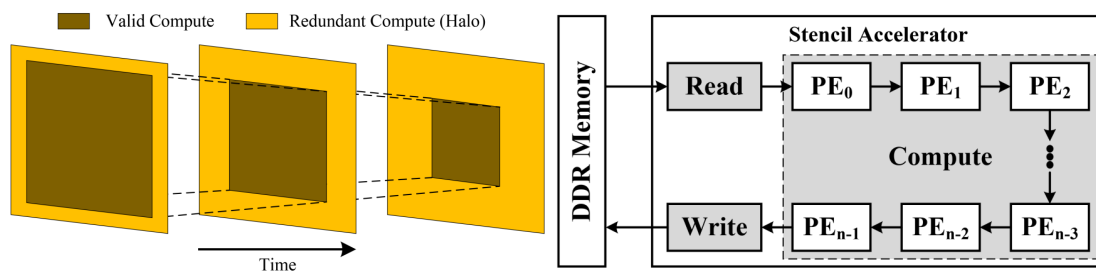 Valid Compute
Redundant Compute (Halo)
Time
DDR Memory
Stencil Accelerator
Read
PE₀
PE₁
PE₂
Compute
Write
PEₙ₋₁
PEₙ₋₂
PEₙ₋₃